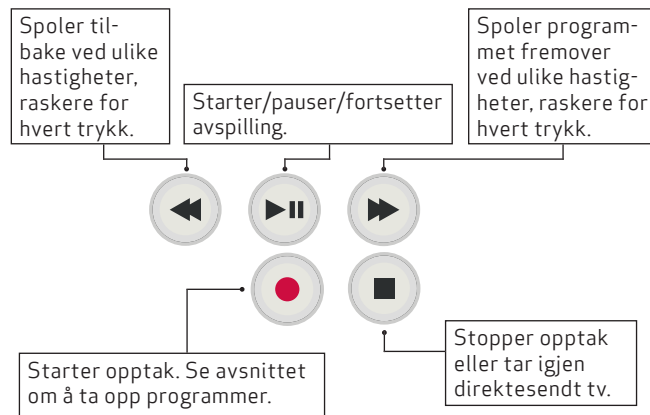 Spoler til-
bake ved ulike
hastigheter,
raskere for
hvert trykk.
Starter/pauser/fortsetter
avspilling.
Spoler program-
met fremover
ved ulike hastig-
heter, raskere for
hvert trykk.
Starter opptak. Se avsnittet
om å ta opp programmer.
Stopper opptak
eller tar igjen
direktesendt tv.